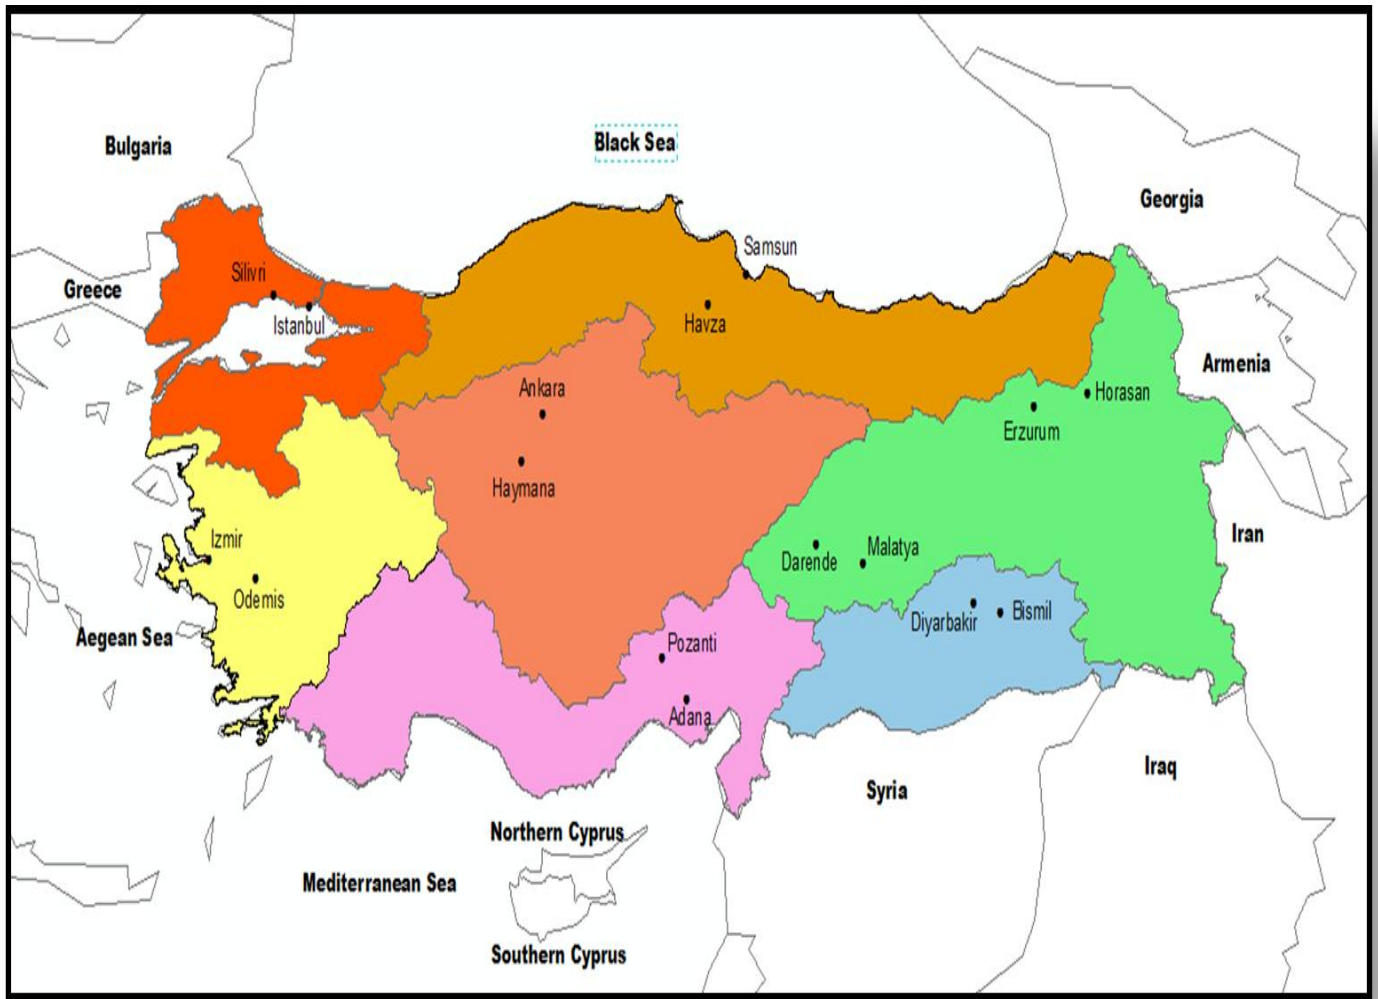 Bulgaria
Black Sea
Georgia
Samsun
Silivri
Greece
Istanbul
Havza
Armenia
Ankara
Horasan
Erzurum
Haymana
Izmir
Iran
Darende
Malatya
Odemis
Diyarbakir
Bismil
Aegean Sea
Pozanti
Adana
Iraq
Syria
Northern Cyprus
Mediterranean Sea
Southern Cyprus